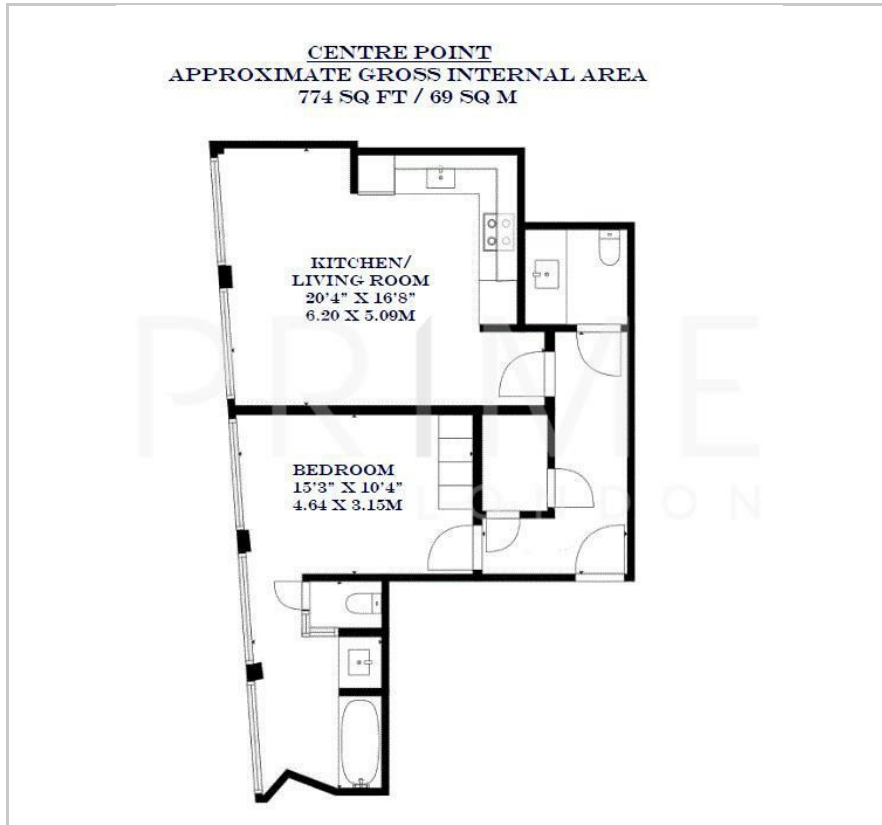 CENTRE POINT
APPROXIMATE GROSS INTERNAL AREA
774 SQ FT / 69 SQ M
KITCHEN/
LIVING ROOM
20'4" X 16'8"
6.20 X 5.09M
PRIME
LONDON
BEDROOM
15'3" X 10'4"
4.64 X 3.15M